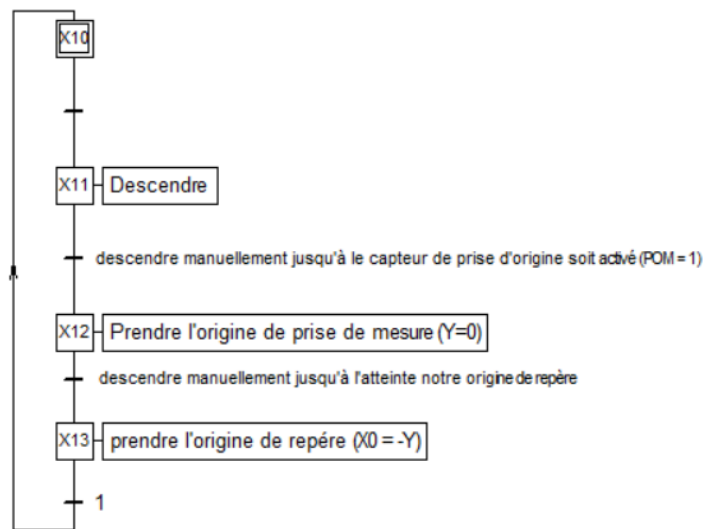 X10
X11 Descendre
descendre manuellement jusqu'à le capteur de prise d'origine soit activé (POM = 1)
X12 Prendre l'origine de prise de mesure (Y=0)
descendre manuellement jusqu'à l'atteinte notre origine de repère
X13 prendre l'origine de repére (X0 = -Y)
1